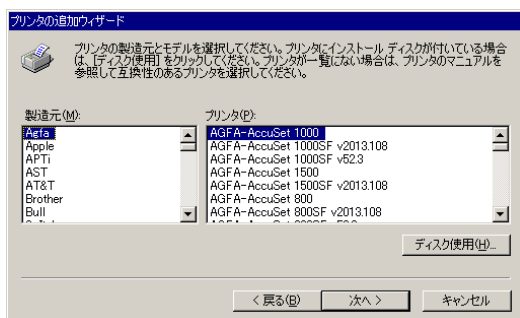 プリンタの追加ウィザード
プリンタの製造元とモデルを選択してください。プリンタにインストール ディスクが付いている場合
は、[ディスク使用] をクリックしてください。プリンタが一覧にない場合は、プリンタのマニュアルを
参照して互換性のあるプリンタを選択してください。
製造元(M):
Agfa
Apple
APTi
AST
AT&T
Brother
Bull
プリンタ(P):
AGFA-AccuSet 1000
AGFA-AccuSet 1000SF v2013.108
AGFA-AccuSet 1000SF v52.3
AGFA-AccuSet 1500
AGFA-AccuSet 1500SF v2013.108
AGFA-AccuSet 800
AGFA-AccuSet 800SF v2013.108
ディスク使用(H)...
< 戻る(B)
次へ >
キャンセル